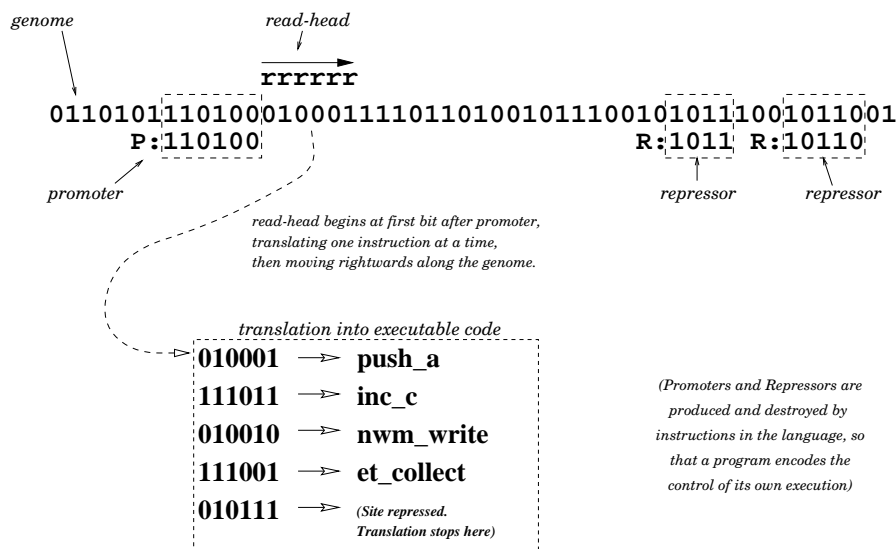 genome
read-head
rrrrrr
0110101110100010001111011010010111001010111001011001
P:110100 R:1011 R:10110
promoter
repressor
repressor
read-head begins at first bit after promoter,
translating one instruction at a time,
then moving rightwards along the genome.
translation into executable code
010001 push_a
111011 inc_c
010010 nwm_write
111001 et_collect
010111 (Site repressed.
Translation stops here)
(Promoters and Repressors are
produced and destroyed by
instructions in the language, so
that a program encodes the
control of its own execution)